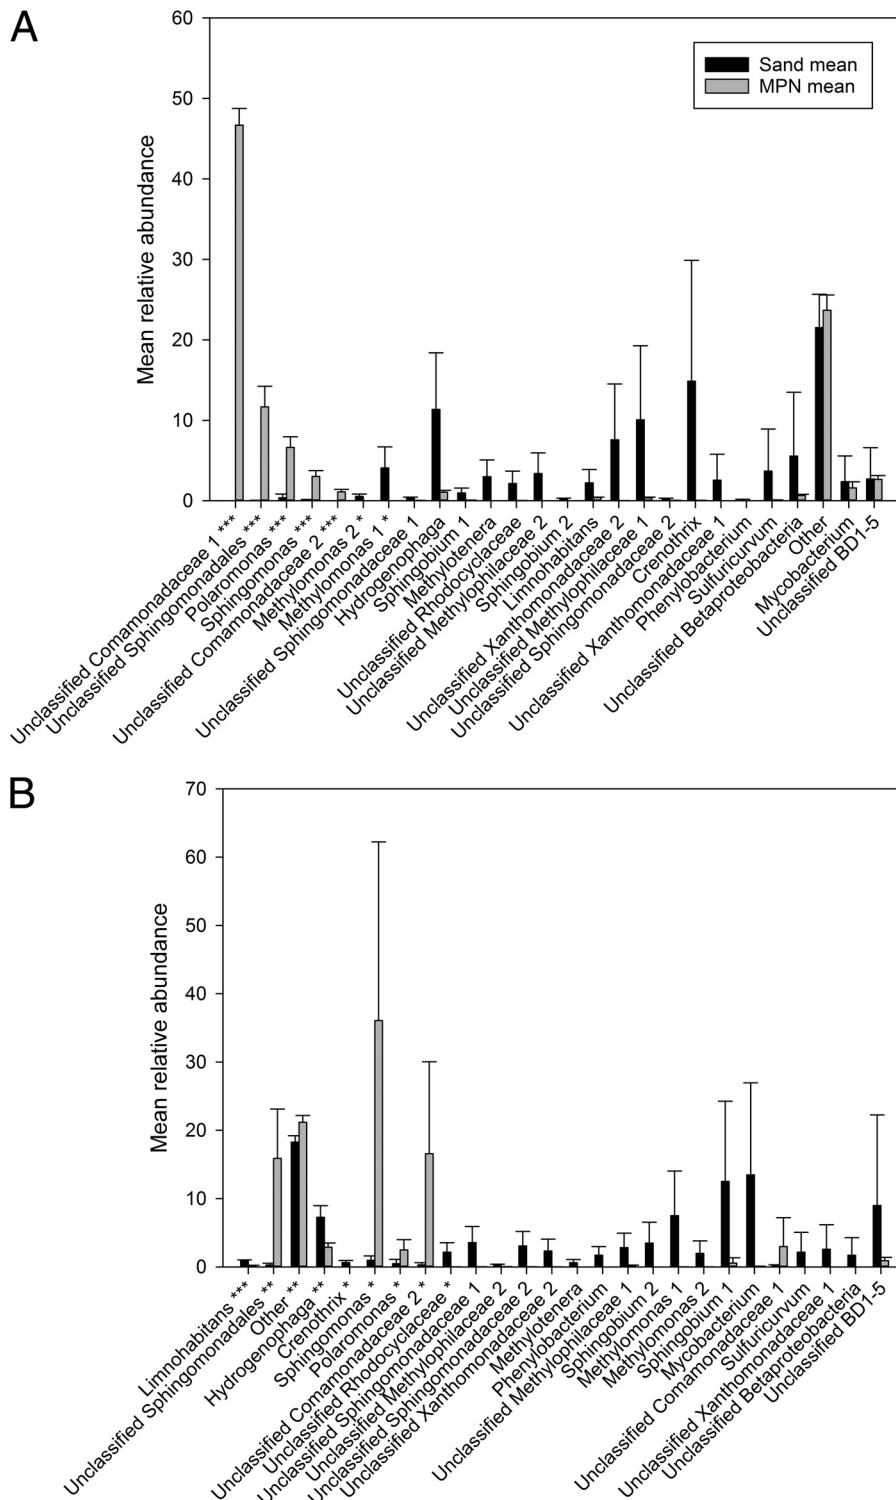 A
60
50
40
30
20
10
0
Mean relative abundance
Sand mean
MPN mean
Unclassified Comamonadaceae 1 ***
Unclassified Sphingomonadales ***
Polaromonas ***
Sphingomonas ***
Unclassified Comamonadaceae 2 ***
Methylomonas 2 *
Methylomonas 1 *
Unclassified Sphingomonadaceae 1
Hydrogenophaga
Sphingobium 1
Methylotenera
Unclassified Rhodocyclaceae
Unclassified Methylophilaceae 2
Sphingobium 2
Limnohabitans
Unclassified Xanthomonadaceae 2
Unclassified Methylophilaceae 1
Unclassified Sphingomonadaceae 2
Crenothrix
Unclassified Xanthomonadaceae 1
Phenylobacterium
Sulfuricurvum
Unclassified Betaproteobacteria
Other
Mycobacterium
Unclassified BD1-5
B
70
60
50
40
30
20
10
0
Mean relative abundance
Limnohabitans ***
Unclassified Sphingomonadales **
Other **
Hydrogenophaga **
Crenothrix *
Sphingomonas *
Polaromonas *
Unclassified Comamonadaceae 2 *
Unclassified Rhodocyclaceae *
Unclassified Sphingomonadaceae 1
Unclassified Methylophilaceae 2
Unclassified Sphingomonadaceae 2
Unclassified Xanthomonadaceae 2
Methylotenera
Phenylobacterium
Unclassified Methylophilaceae 1
Sphingobium 2
Methylomonas 1
Methylomonas 2
Sphingobium 1
Mycobacterium
Unclassified Comamonadaceae 1
Sulfuricurvum
Unclassified Xanthomonadaceae 1
Unclassified Betaproteobacteria
Unclassified BD1-5